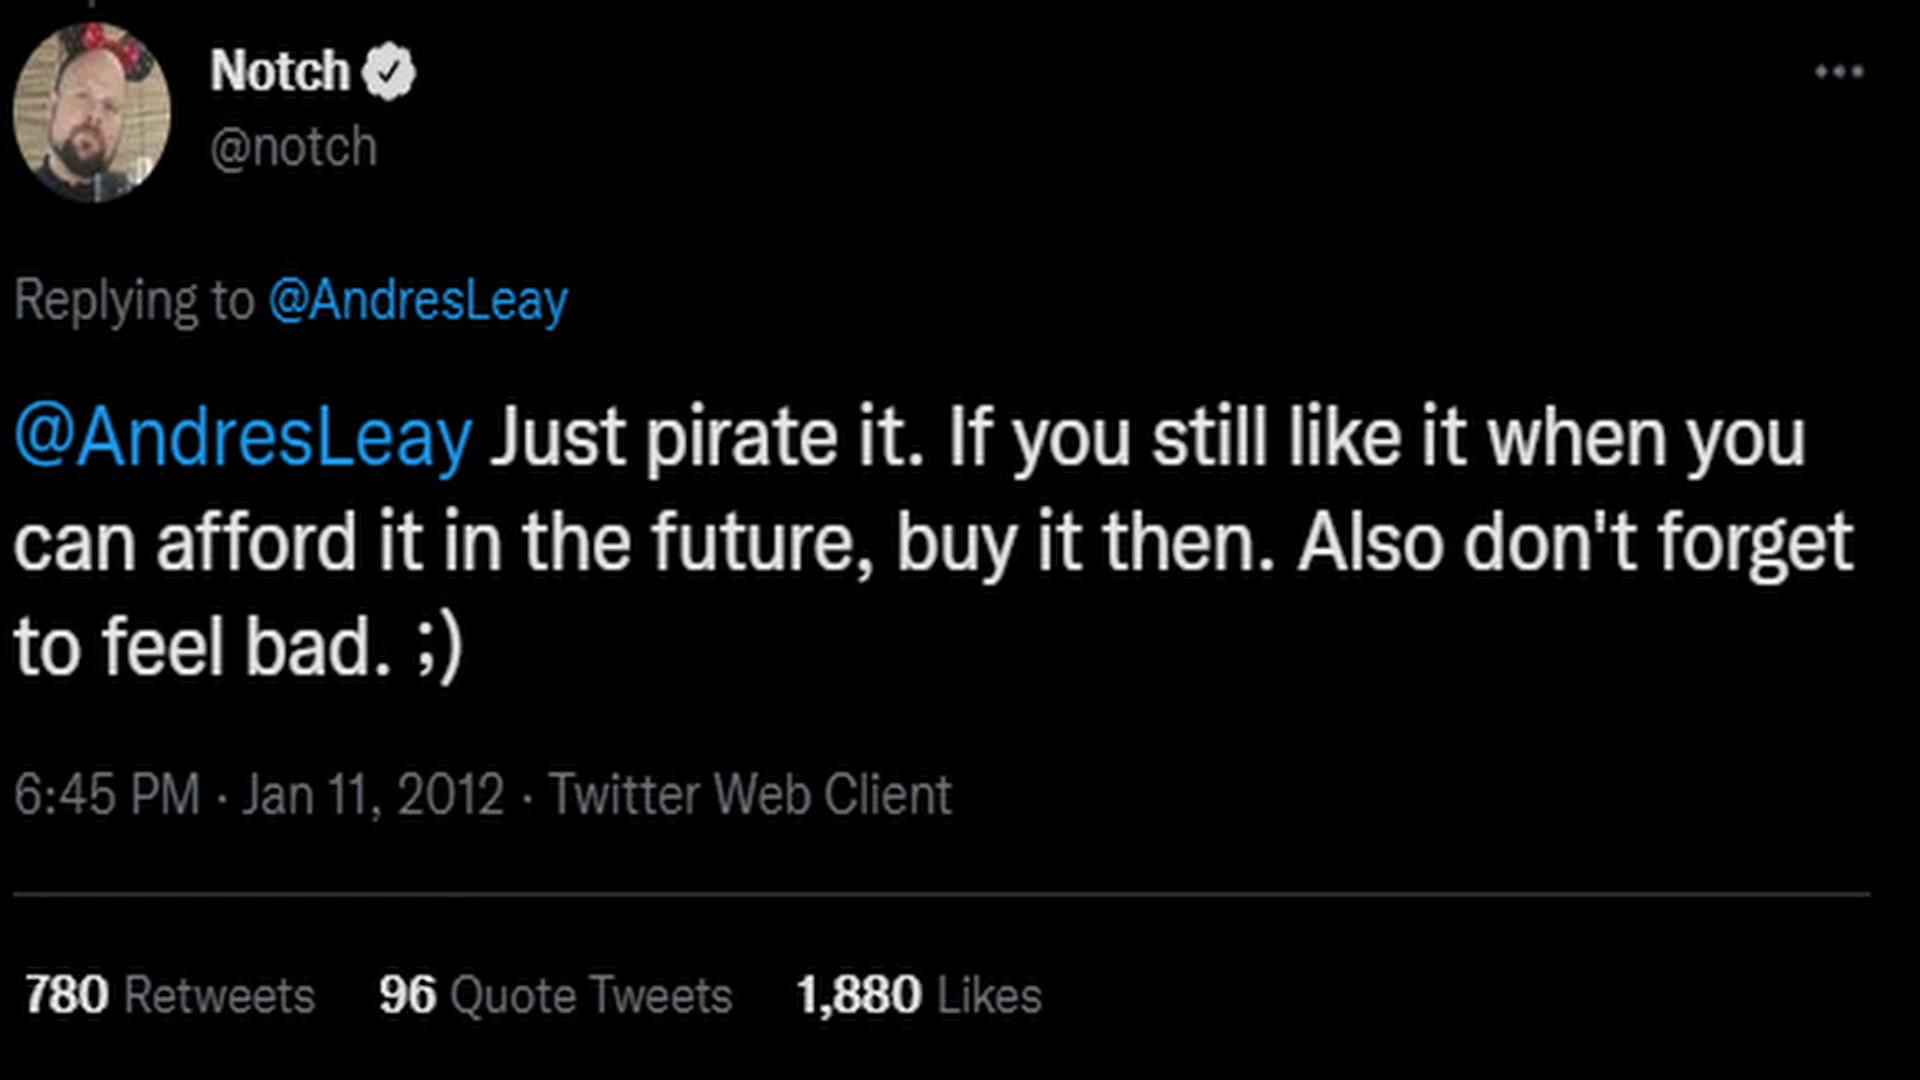 Notch
@notch
Replying to @AndresLeay
@AndresLeay Just pirate it. If you still like it when you
can afford it in the future, buy it then. Also don't forget
to feel bad. ;)
6:45 PM · Jan 11, 2012 · Twitter Web Client
780 Retweets 96 Quote Tweets 1,880 Likes